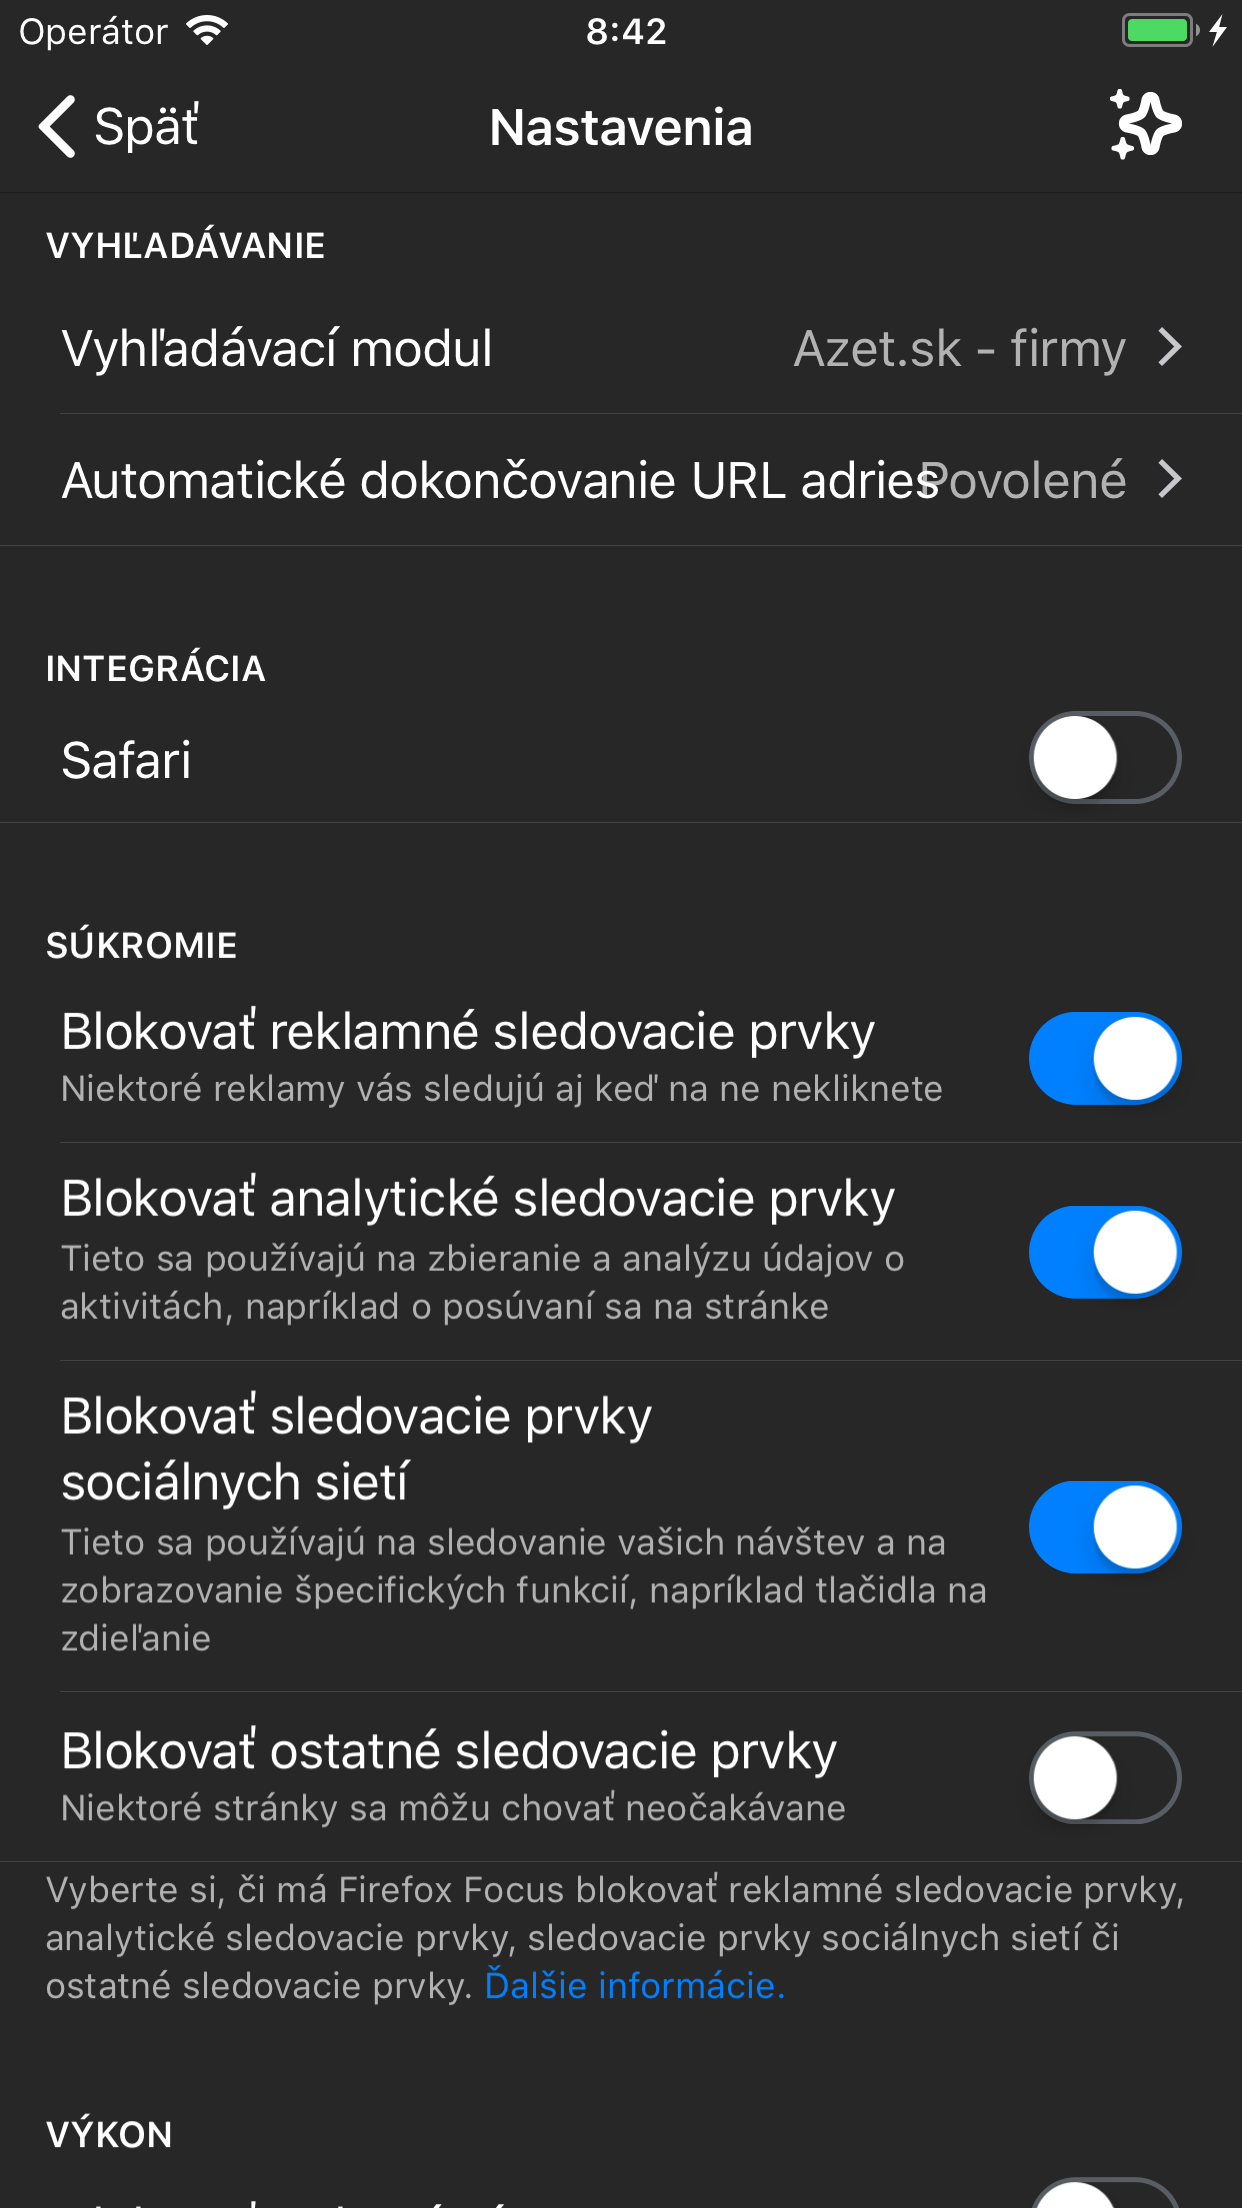 Operátor
8:42
Späť
Nastavenia
VYHĽADÁVANIE
Vyhľadávací modul
Azet.sk - firmy
Automatické dokončovanie URL adries
Povolené
INTEGRÁCIA
Safari
SÚKROMIE
Blokovať reklamné sledovacie prvky
Niektoré reklamy vás sledujú aj keď na ne nekliknete
Blokovať analytické sledovacie prvky
Tieto sa používajú na zbieranie a analýzu údajov o
aktivitách, napríklad o posúvaní sa na stránke
Blokovať sledovacie prvky
sociálnych sietí
Tieto sa používajú na sledovanie vašich návštev a na
zobrazovanie špecifických funkcií, napríklad tlačidla na
zdieľanie
Blokovať ostatné sledovacie prvky
Niektoré stránky sa môžu chovať neočakávane
Vyberte si, či má Firefox Focus blokovať reklamné sledovacie prvky,
analytické sledovacie prvky, sledovacie prvky sociálnych sietí či
ostatné sledovacie prvky. Ďalšie informácie.
VÝKON